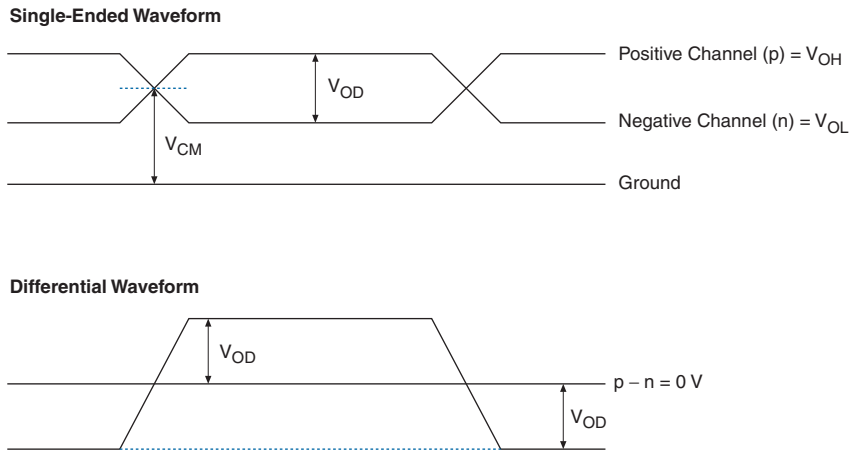 Single-Ended Waveform
Positive Channel (p) = VOH
VOD
Negative Channel (n) = VOL
VCM
Ground
Differential Waveform
VOD
p – n = 0 V
VOD